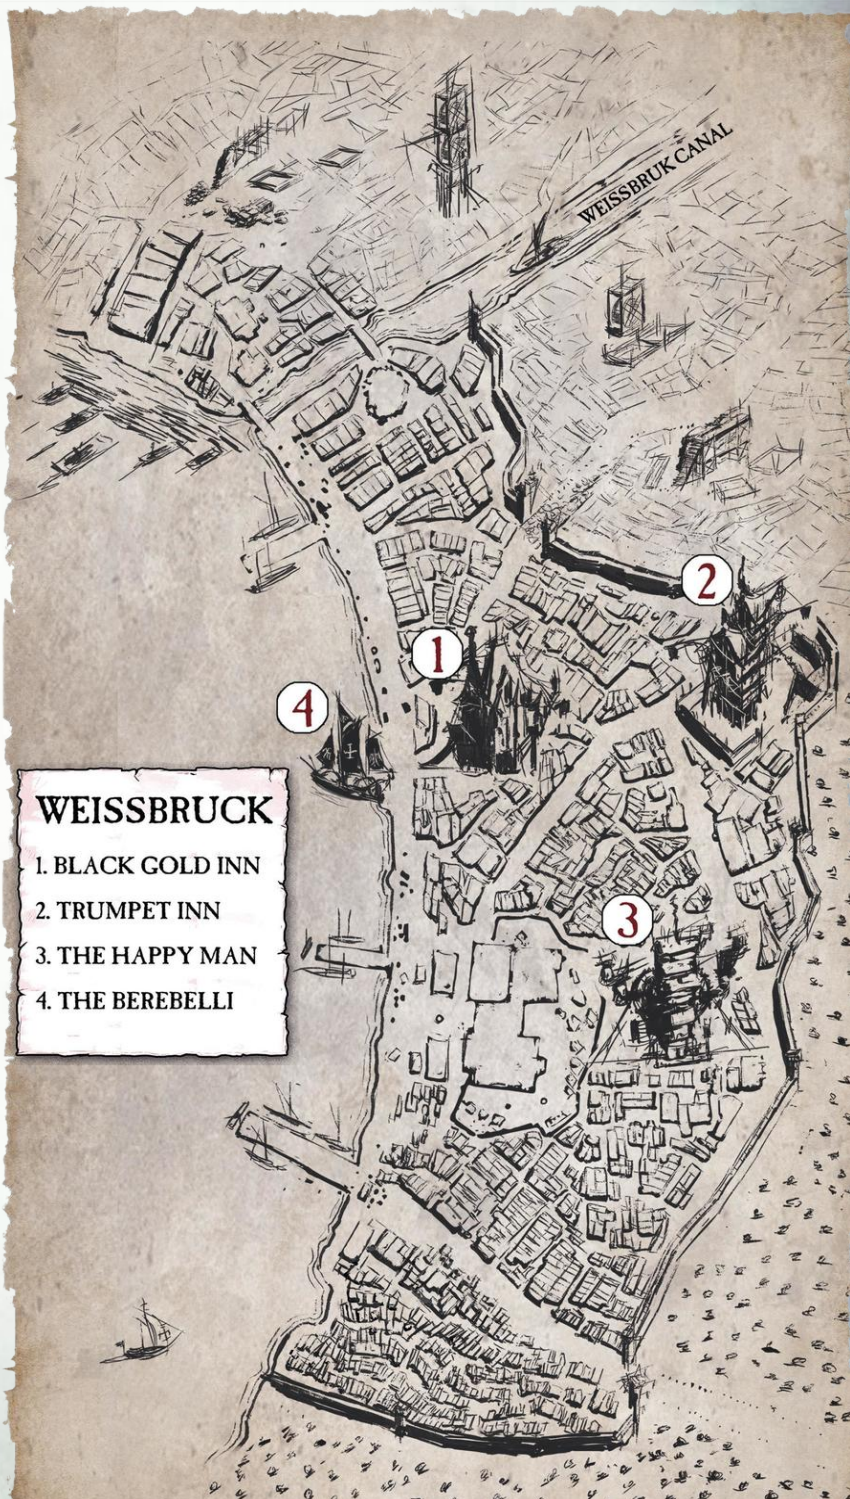 WEISSBRUK CANAL
2
1
4
WEISSBRUCK
1. BLACK GOLD INN
2. TRUMPET INN
3. THE HAPPY MAN
4. THE BEREBELLI
3